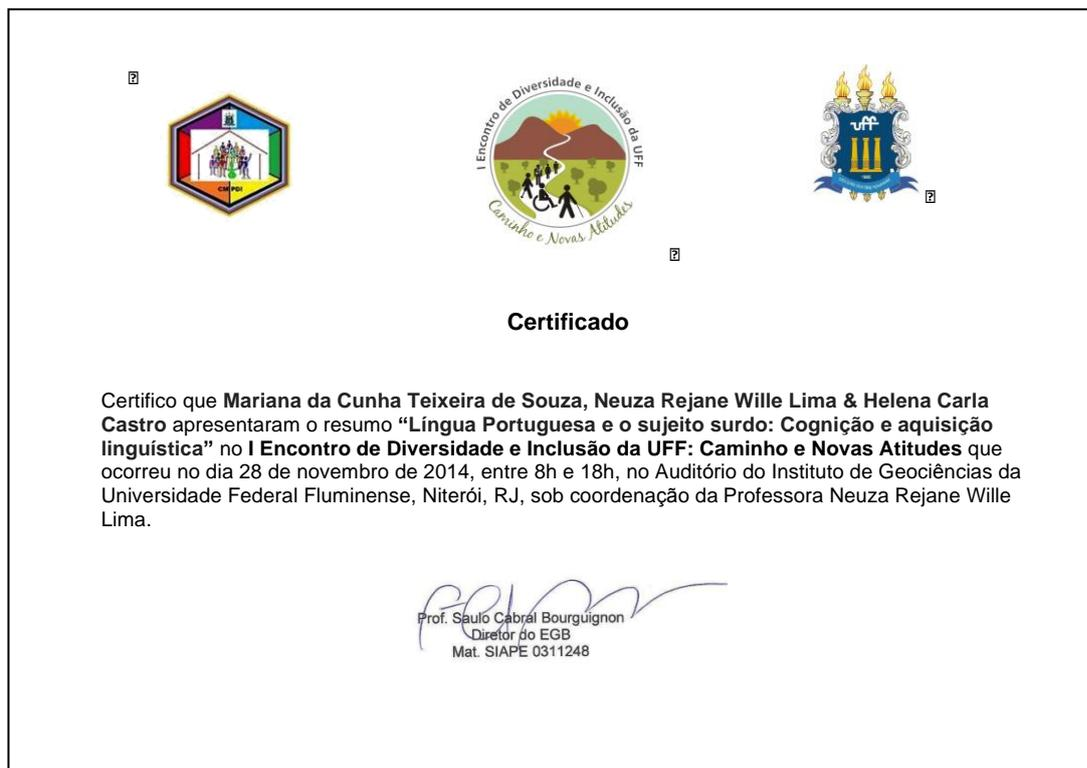 CM PDI
I Encontro de Diversidade e Inclusão da UFF
Caminho e Novas Atitudes
uff
Certificado
Certifico que Mariana da Cunha Teixeira de Souza, Neuza Rejane Wille Lima & Helena Carla
Castro apresentaram o resumo “Língua Portuguesa e o sujeito surdo: Cognição e aquisição
linguística” no I Encontro de Diversidade e Inclusão da UFF: Caminho e Novas Atitudes que
ocorreu no dia 28 de novembro de 2014, entre 8h e 18h, no Auditório do Instituto de Geociências da
Universidade Federal Fluminense, Niterói, RJ, sob coordenação da Professora Neuza Rejane Wille
Lima.
Prof. Saulo Cabral Bourguignon
Diretor do EGB
Mat. SIAPE 0311248